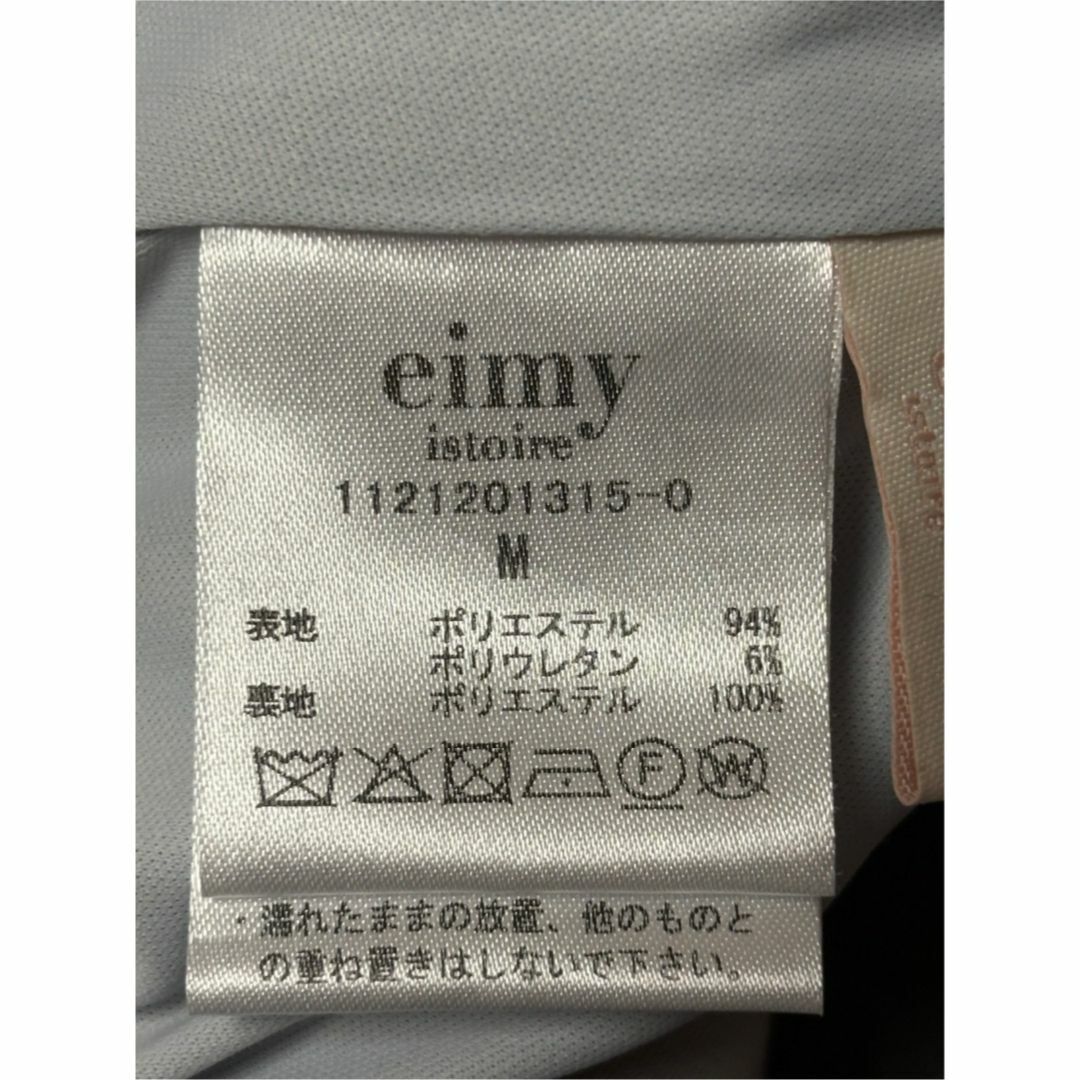 eimy
istoire®
1121201315-0
M
表地 ポリエステル 94%
ポリウレタン 6%
裏地 ポリエステル 100%
F W
・濡れたままの放置、他のものと
の重ね置きはしないで下さい。
istoire